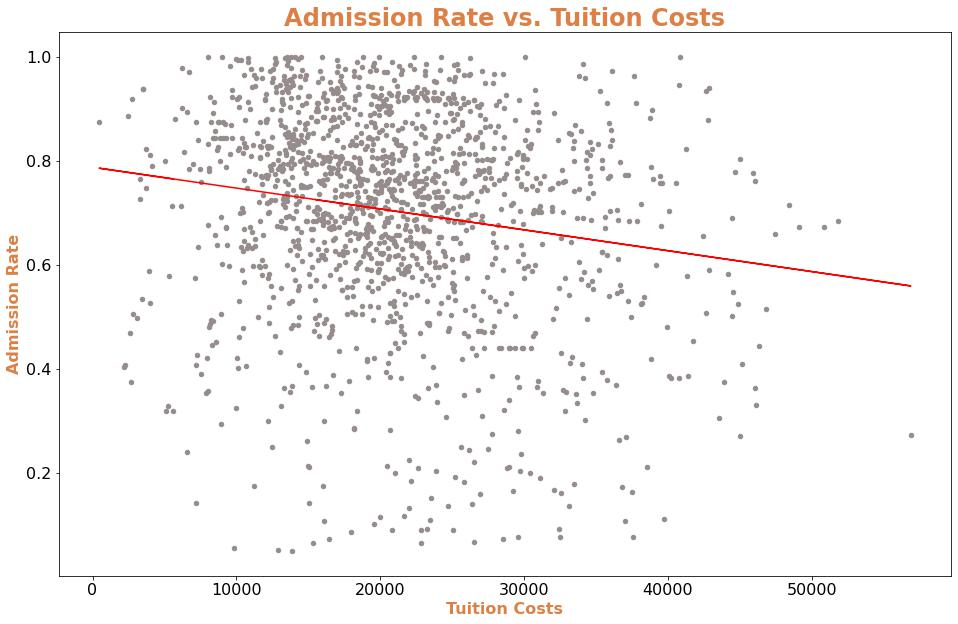 Admission Rate vs. Tuition Costs
1.0
0.8
0.6
0.4
0.2
Admission Rate
0 10000 20000 30000 40000 50000
Tuition Costs